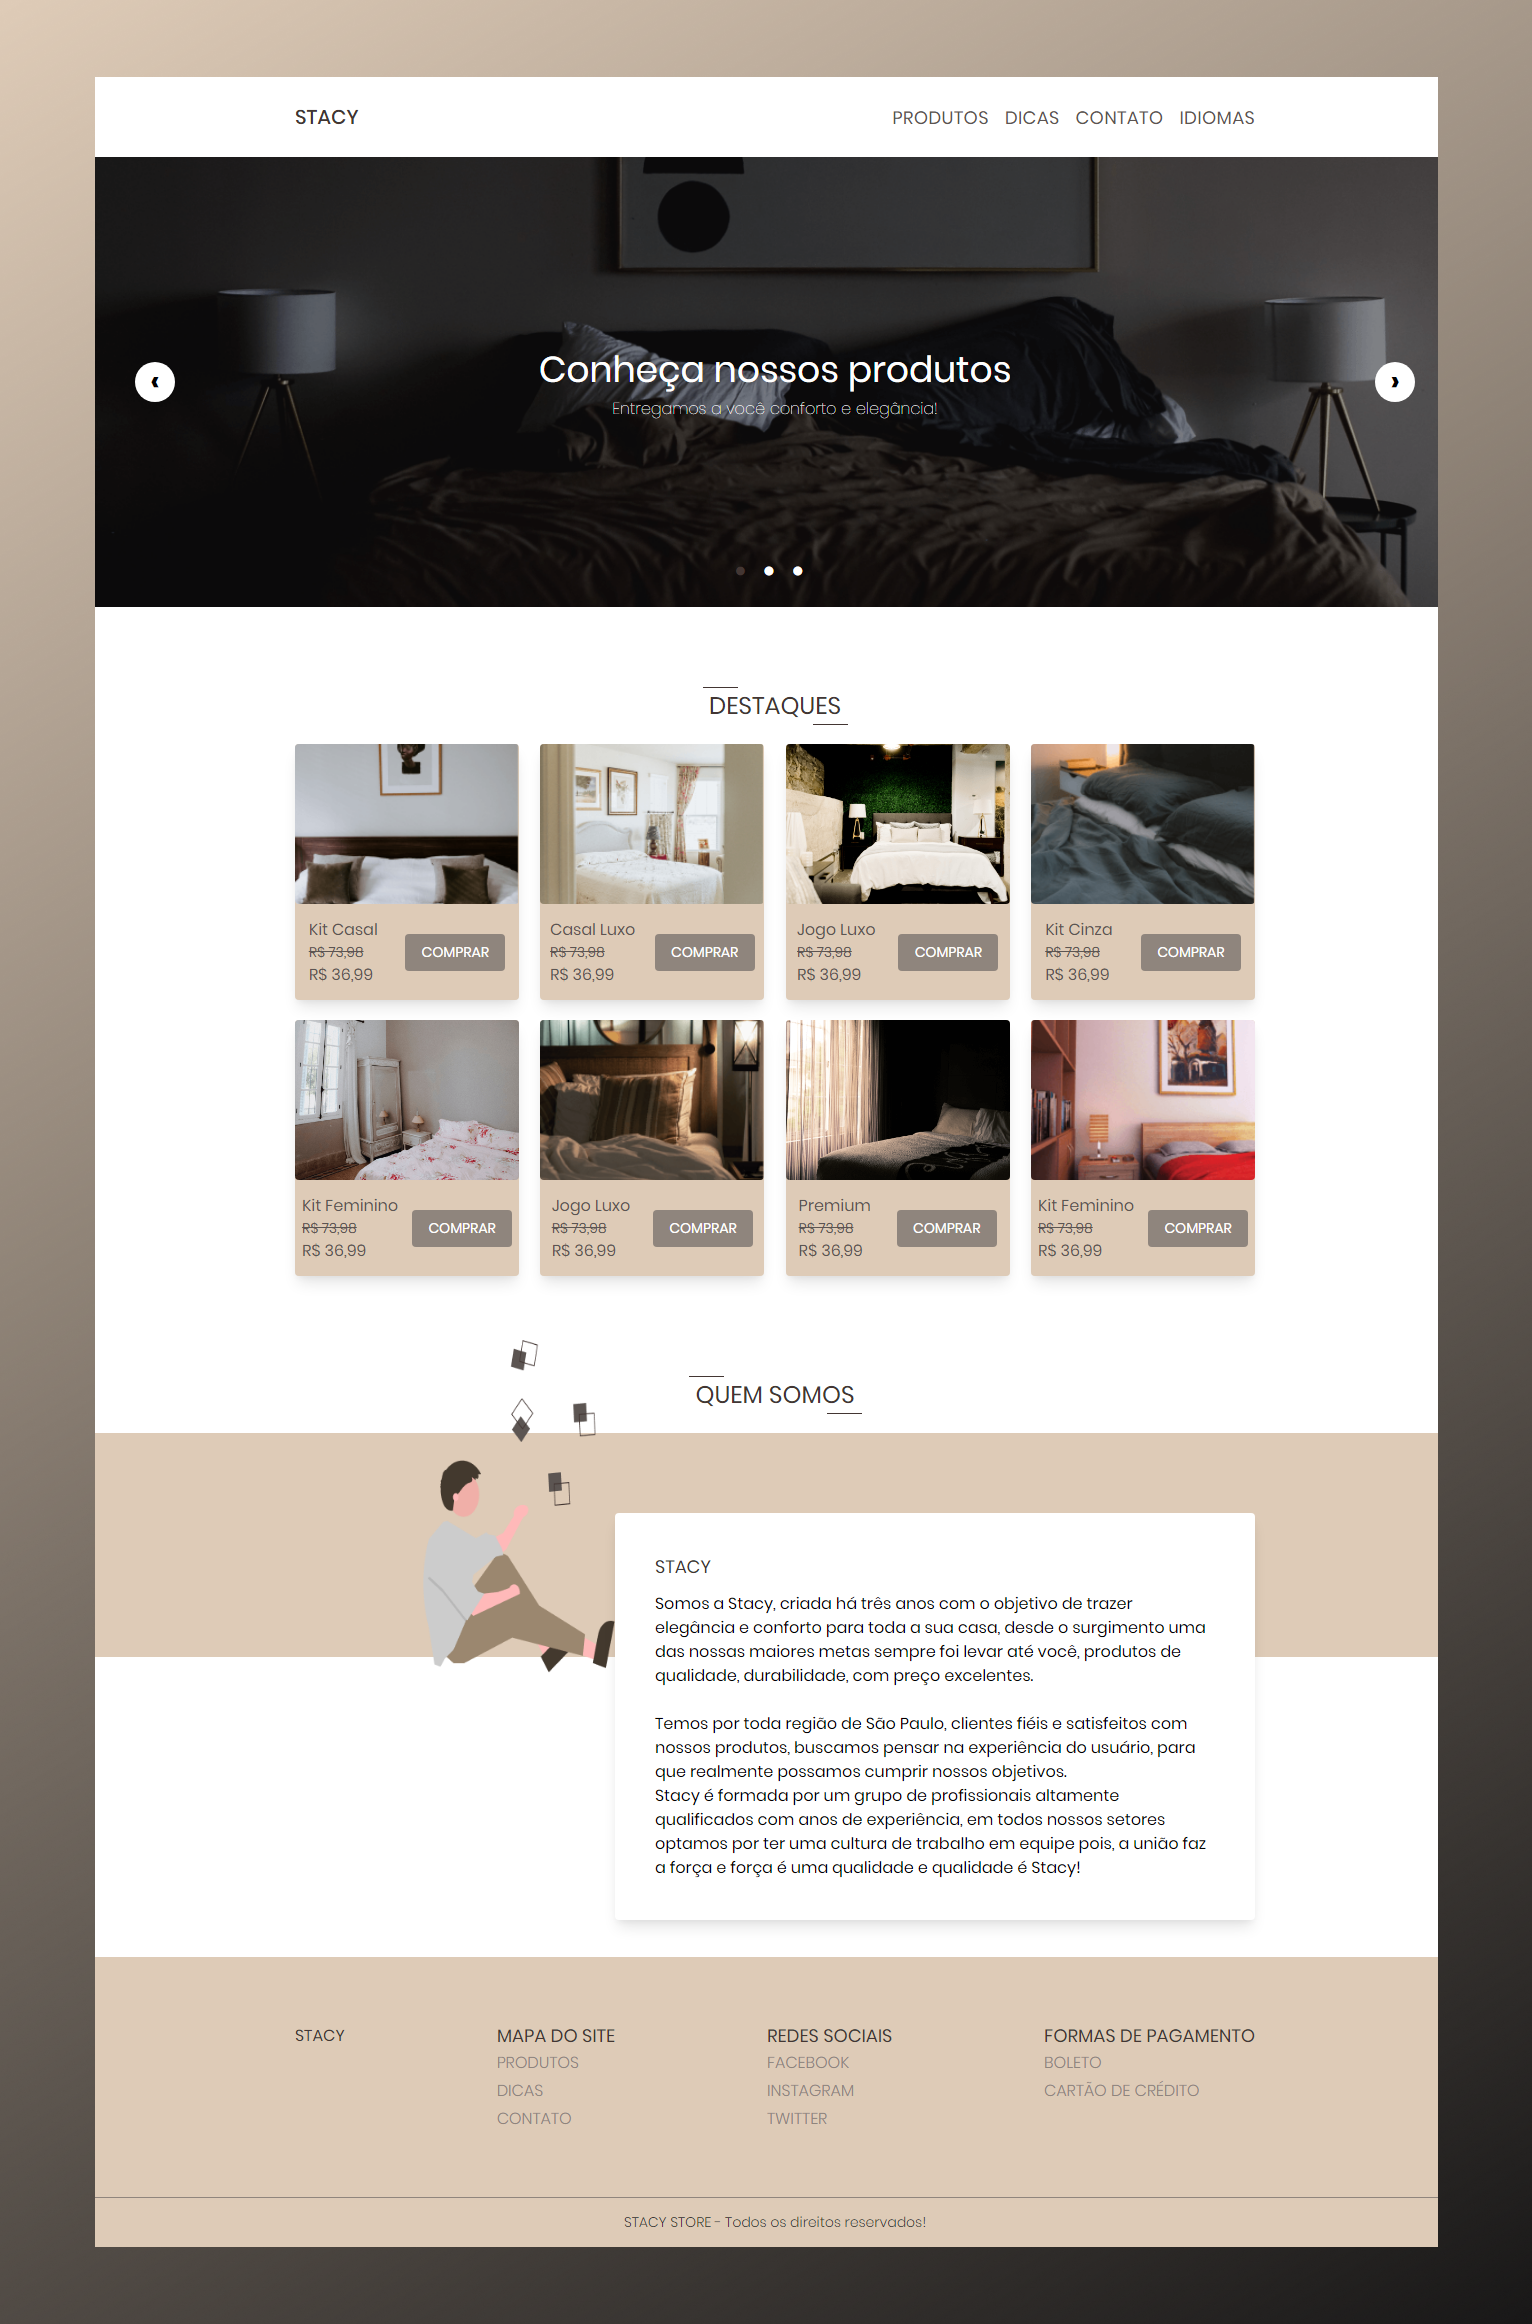 STACY
PRODUTOS DICAS CONTATO IDIOMAS
Conheça nossos produtos
Entregamos a você conforto e elegância!
DESTAQUES
Kit Casal
R$ 73,98
R$ 36,99
COMPRAR
Casal Luxo
R$ 73,98
R$ 36,99
COMPRAR
Jogo Luxo
R$ 73,98
R$ 36,99
COMPRAR
Kit Cinza
R$ 73,98
R$ 36,99
COMPRAR
Kit Feminino
R$ 73,98
R$ 36,99
COMPRAR
Jogo Luxo
R$ 73,98
R$ 36,99
COMPRAR
Premium
R$ 73,98
R$ 36,99
COMPRAR
Kit Feminino
R$ 73,98
R$ 36,99
COMPRAR
QUEM SOMOS
STACY
Somos a Stacy, criada há três anos com o objetivo de trazer
elegância e conforto para toda a sua casa, desde o surgimento uma
das nossas maiores metas sempre foi levar até você, produtos de
qualidade, durabilidade, com preço excelentes.
Temos por toda região de São Paulo, clientes fiéis e satisfeitos com
nossos produtos, buscamos pensar na experiência do usuário, para
que realmente possamos cumprir nossos objetivos.
Stacy é formada por um grupo de profissionais altamente
qualificados com anos de experiência, em todos nossos setores
optamos por ter uma cultura de trabalho em equipe pois, a união faz
a força e força é uma qualidade e qualidade é Stacy!
STACY
MAPA DO SITE
PRODUTOS
DICAS
CONTATO
REDES SOCIAIS
FACEBOOK
INSTAGRAM
TWITTER
FORMAS DE PAGAMENTO
BOLETO
CARTÃO DE CRÉDITO
STACY STORE - Todos os direitos reservados!